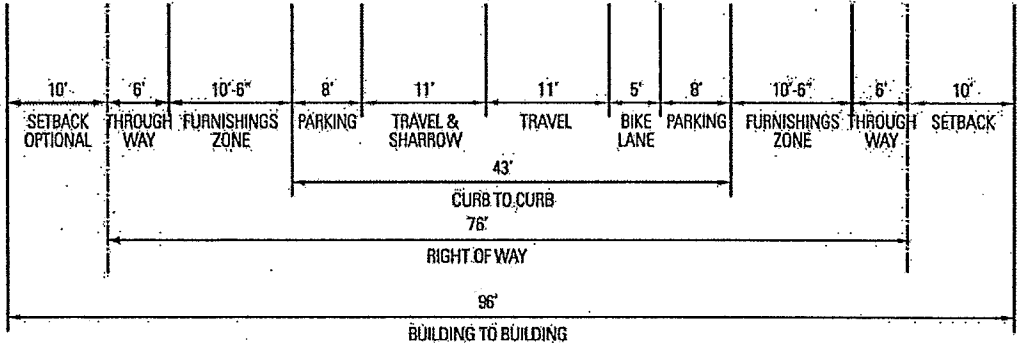 10' 6' 10'-6" 8' 11' 11' 5' 8' 10'-6" 6' 10'
SETBACK THROUGH FURNISHINGS PARKING TRAVEL & TRAVEL BIKE PARKING FURNISHINGS THROUGH SETBACK
OPTIONAL WAY ZONE SHARROW LANE ZONE WAY
43'
CURB TO CURB
76'
RIGHT OF WAY
96'
BUILDING TO BUILDING